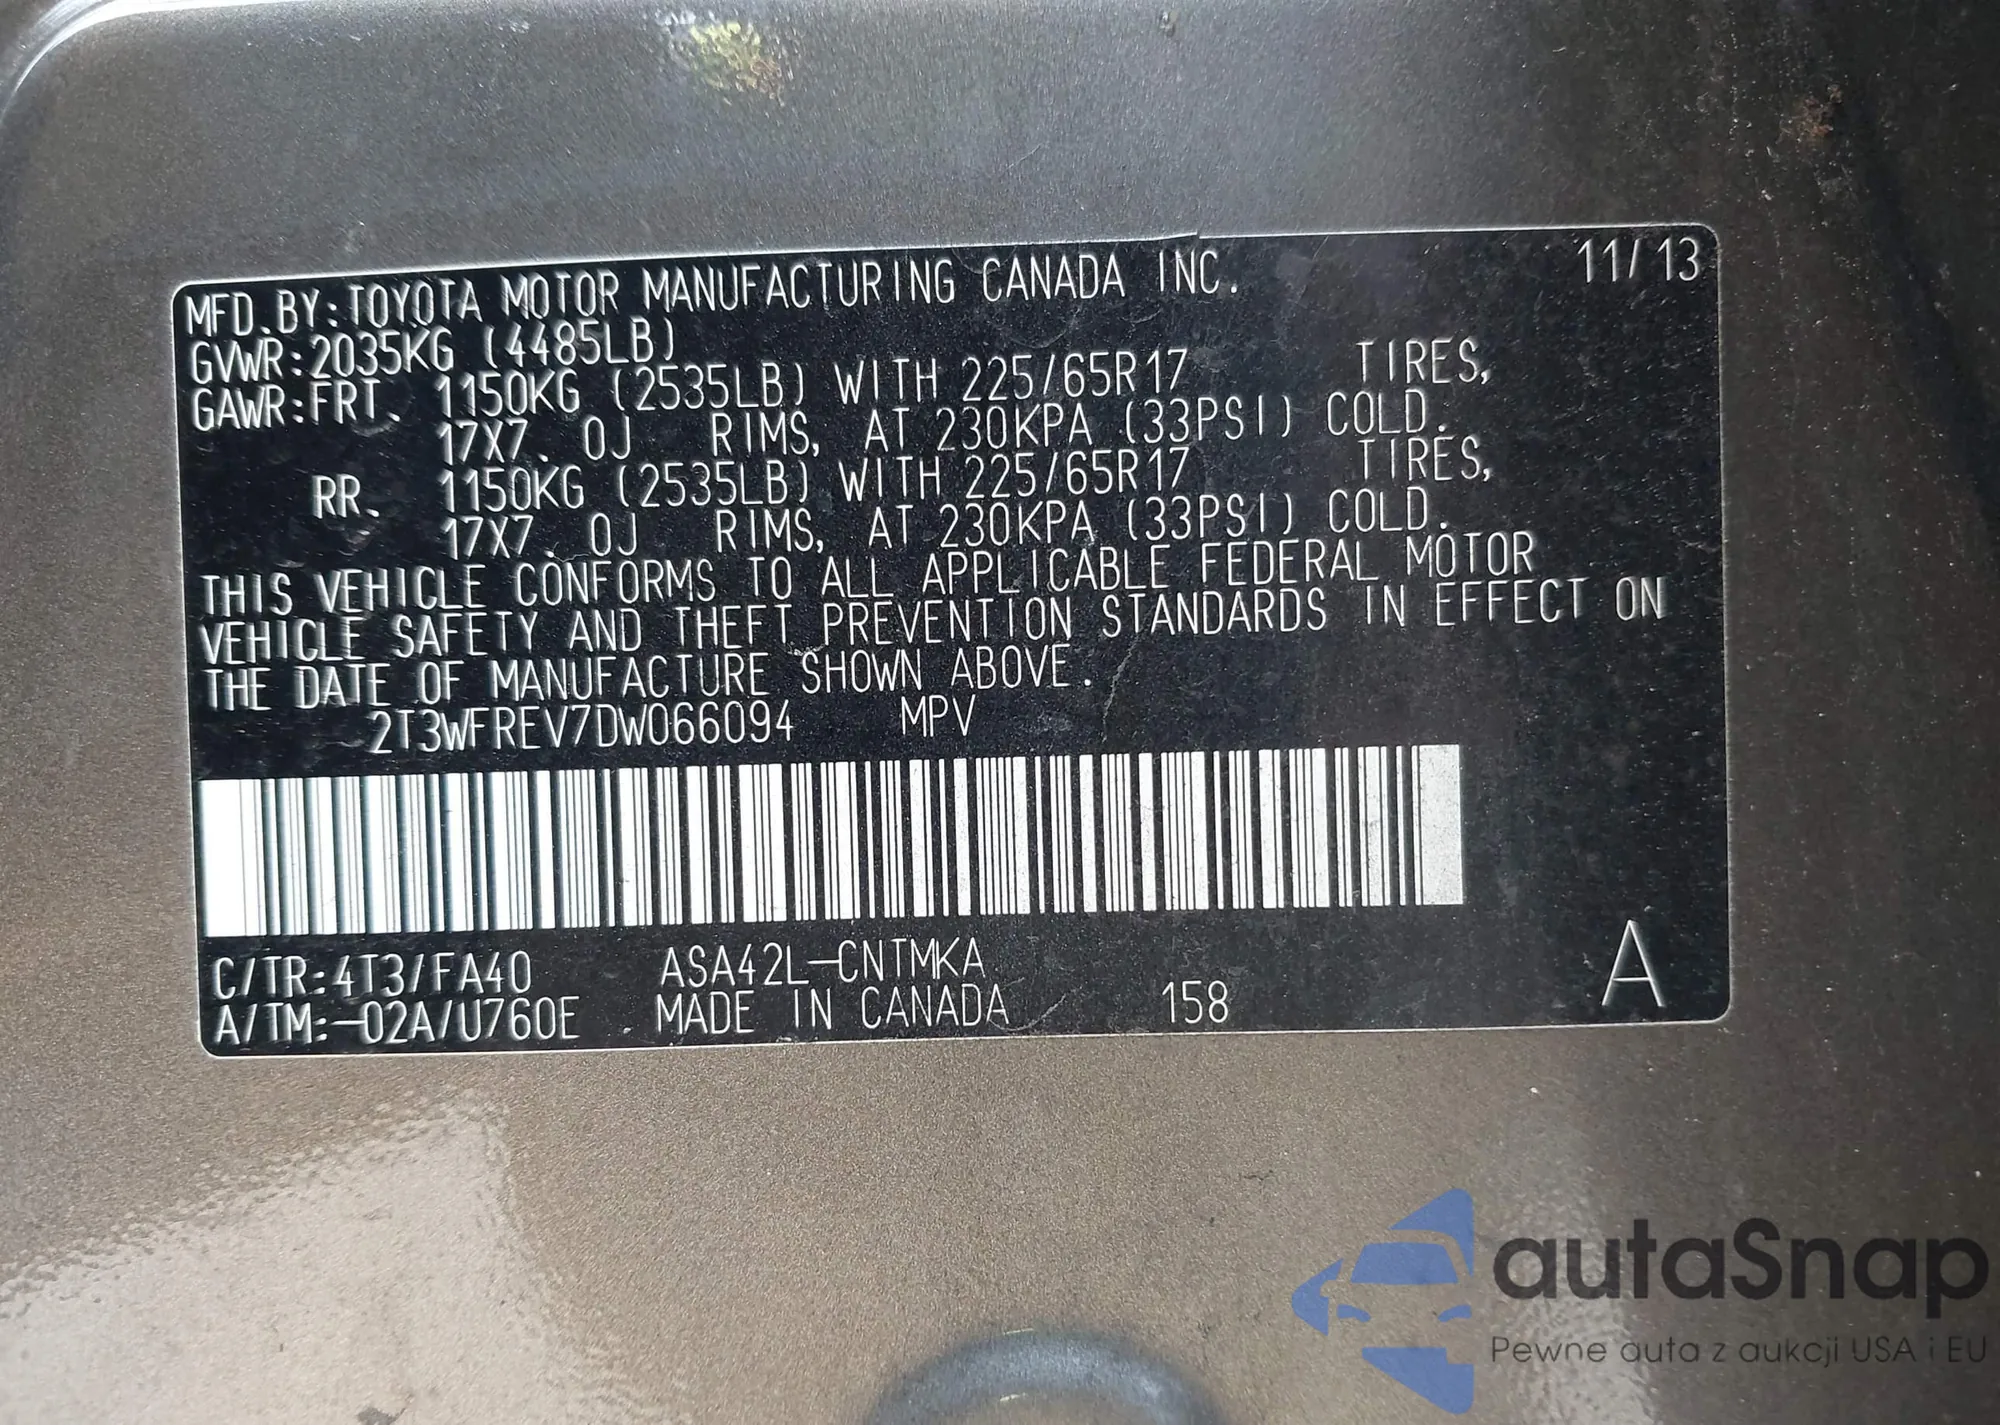 11/13
MFD.BY:TOYOTA MOTOR MANUFACTURING CANADA INC.
GVWR:2035KG (4485LB)
GAWR:FRT. 1150KG (2535LB) WITH 225/65R17 TIRES,
17X7.0J RIMS, AT 230KPA (33PSI) COLD.
RR. 1150KG (2535LB) WITH 225/65R17 TIRES,
17X7.0J RIMS, AT 230KPA (33PSI) COLD.
THIS VEHICLE CONFORMS TO ALL APPLICABLE FEDERAL MOTOR
VEHICLE SAFETY AND THEFT PREVENTION STANDARDS IN EFFECT ON
THE DATE OF MANUFACTURE SHOWN ABOVE.
2T3WFREV7DW066094 MPV
C/TR:4T3/FA40 ASA42L-CNTMKA
A/TM:-02A/U760E MADE IN CANADA 158 A
autaSnap
Pewne auta z aukcji USA i EU